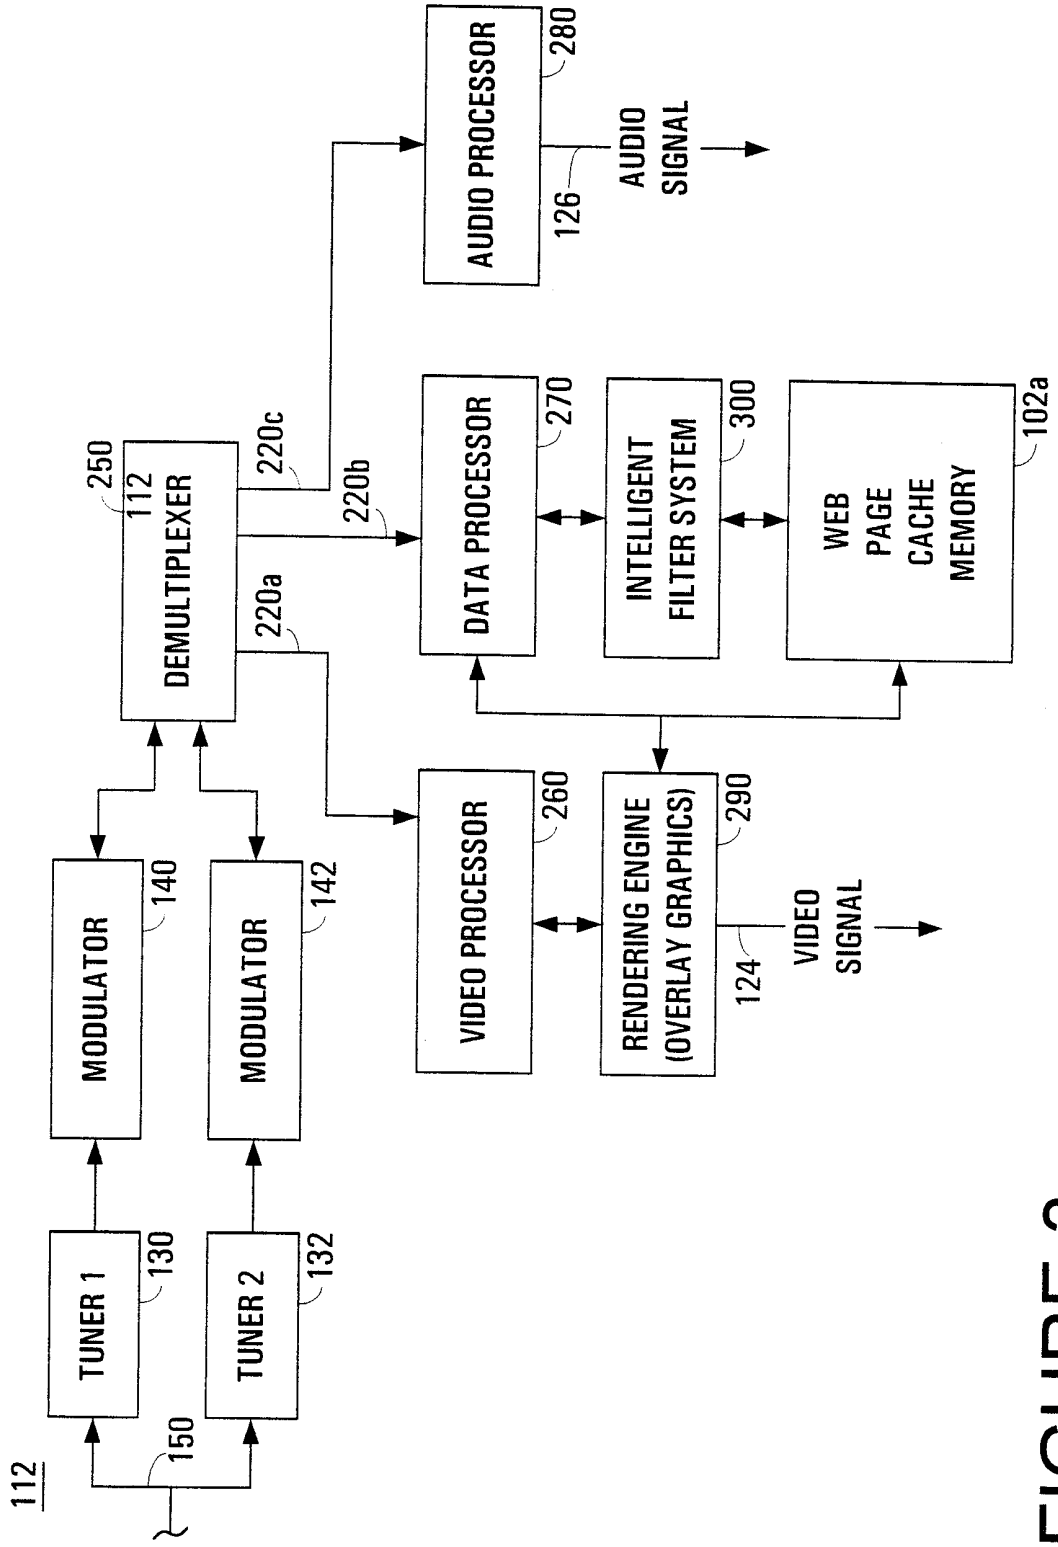 112
150
TUNER 1
130
TUNER 2
132
MODULATOR
140
MODULATOR
142
250
112
DEMULTIPLEXER
220a
220b
220c
VIDEO PROCESSOR
260
DATA PROCESSOR
270
AUDIO PROCESSOR
280
RENDERING ENGINE
(OVERLAY GRAPHICS)
290
INTELLIGENT
FILTER SYSTEM
300
126
AUDIO
SIGNAL
124
VIDEO
SIGNAL
WEB
PAGE
CACHE
MEMORY
102a
FIGURE